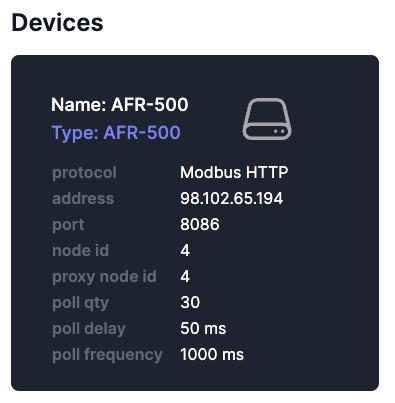 Devices
Name: AFR-500
Type: AFR-500
protocol Modbus HTTP
address 98.102.65.194
port 8086
node id 4
proxy node id 4
poll qty 30
poll delay 50 ms
poll frequency 1000 ms